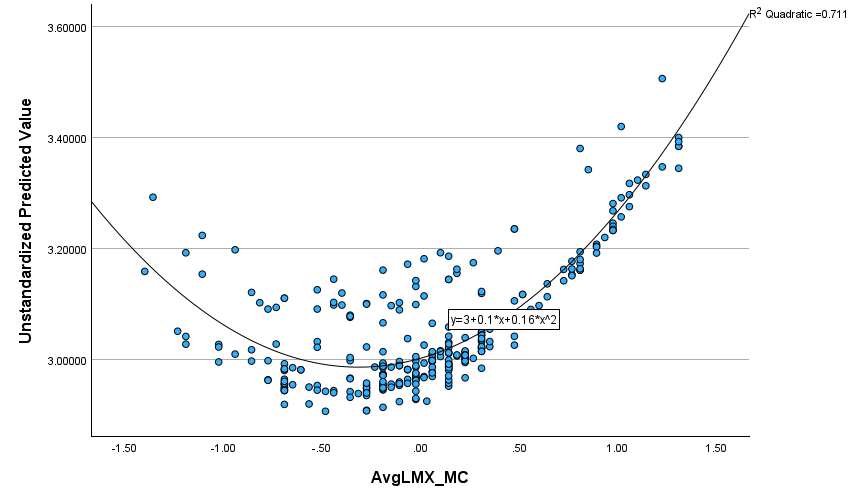 R2 Quadratic =0.711
3.60000
3.40000
3.20000
3.00000
Unstandardized Predicted Value
y=3+0.1*x+0.16*x^2
-1.50 -1.00 -.50 .00 .50 1.00 1.50
AvgLMX_MC